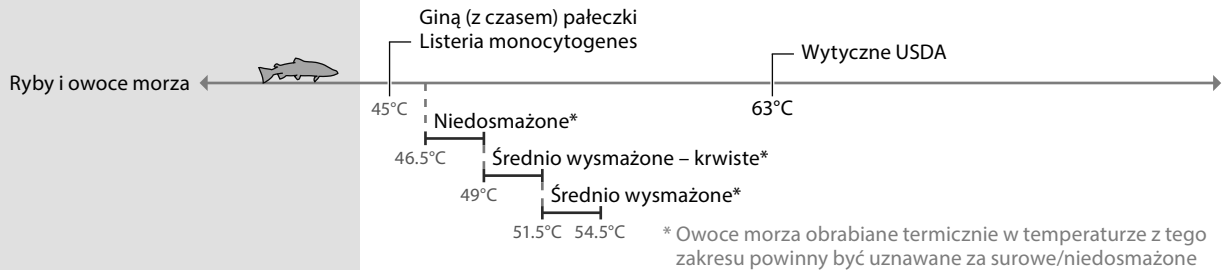 Giną (z czasem) pałeczki
Listeria monocytogenes
Wytyczne USDA
Ryby i owoce morza
45°C
63°C
Niedosmażone*
46.5°C
Średnio wysmażone – krwiste*
49°C
Średnio wysmażone*
51.5°C 54.5°C
* Owoce morza obrabiane termicznie w temperaturze z tego
zakresu powinny być uznawane za surowe/niedosmażone